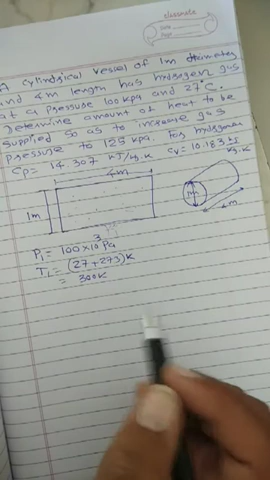 classmate
Date
Page
A cylindrical vessel of 1m diameter
and 4m length has hydrogen gas
at a pressure 100 kpa and 27°C.
Determine amount of heat to be
supplied so as to increase gas
pressure to 125 kpa. for hydrogen
Cp = 14.307 kJ/kg.k
Cv = 10.183 kJ/kg.k
4m
1m
1m
4m
P₁ = 100×10³ Pa
T₁ = (27+273)k
= 300k